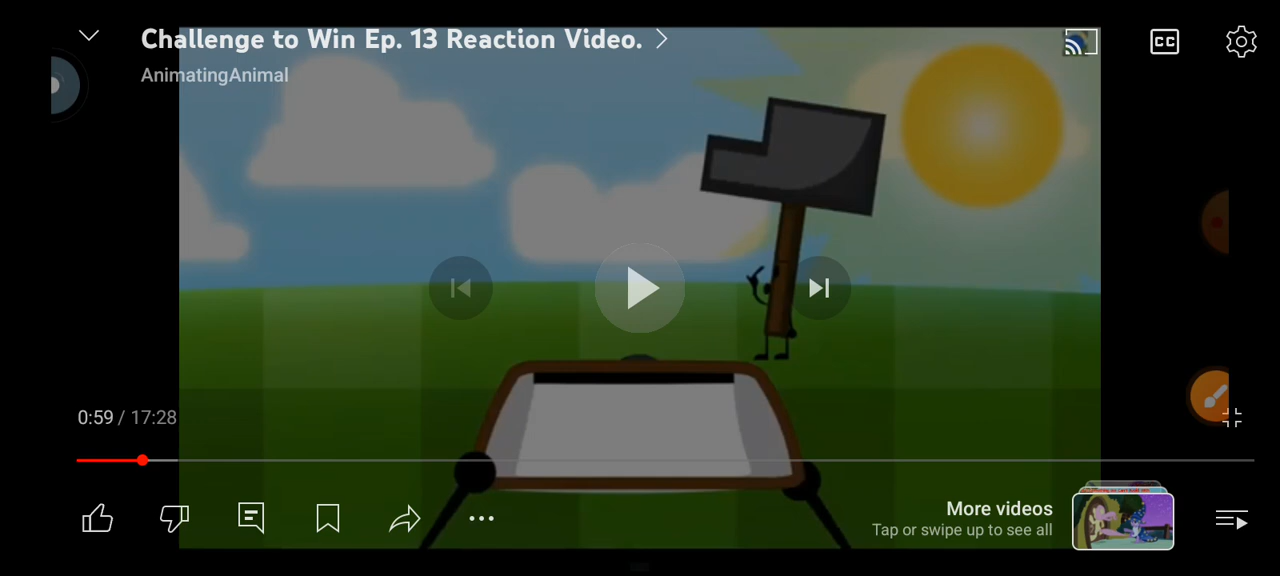 Challenge to Win Ep. 13 Reaction Video.
AnimatingAnimal
CC
0:59 / 17:28
More videos
Tap or swipe up to see all